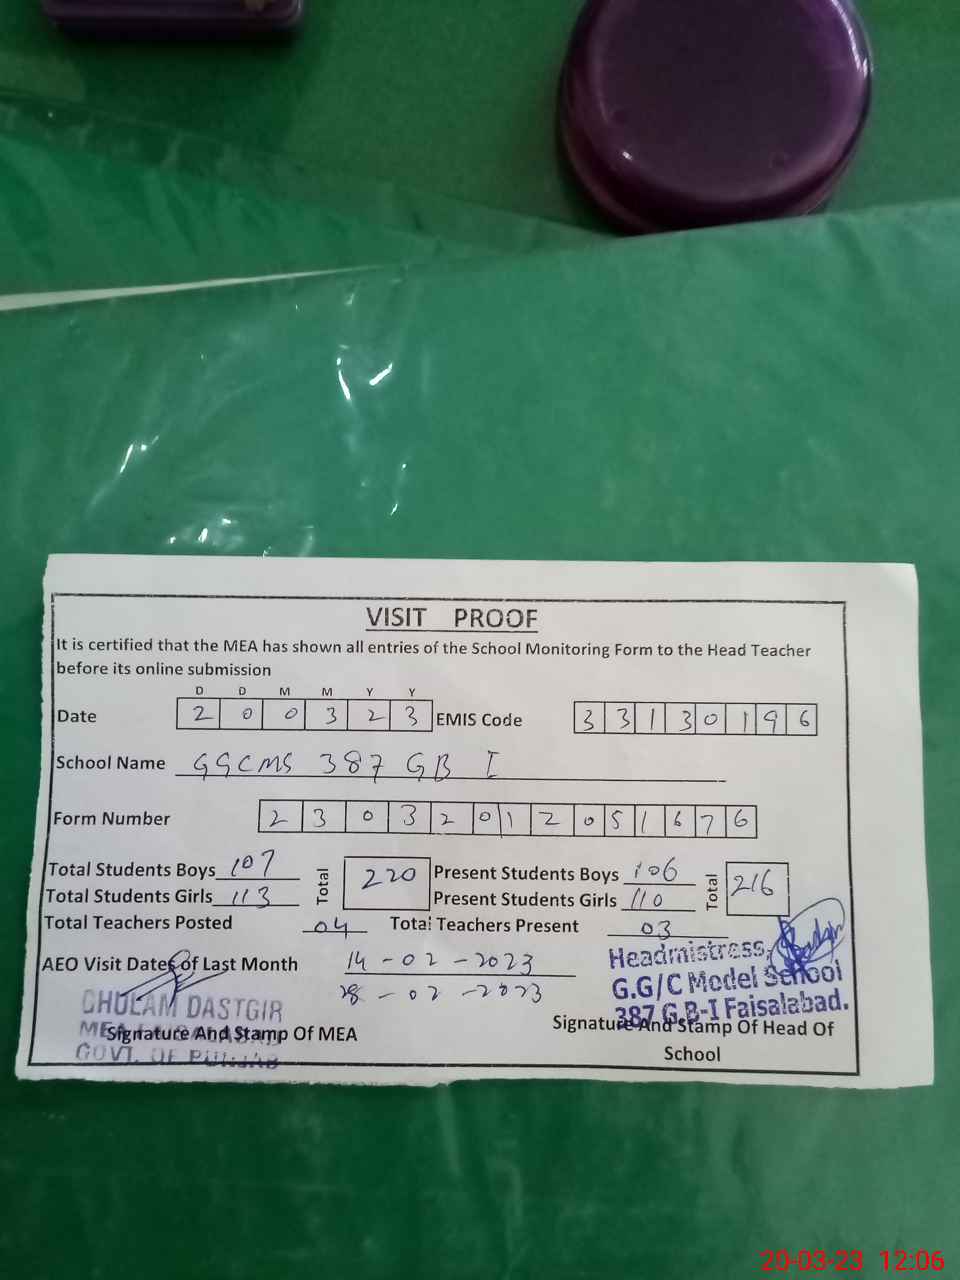 VISIT PROOF
It is certified that the MEA has shown all entries of the School Monitoring Form to the Head Teacher
before its online submission
D D M M Y Y
Date 2 0 0 3 2 3 EMIS Code 3 3 1 3 0 1 9 6
School Name GGCMS 387 GB I
Form Number 2 3 0 3 2 0 1 2 0 5 1 6 7 6
Total Students Boys 107 Total 220 Present Students Boys 106 Total 216
Total Students Girls 113 Present Students Girls 110
Total Teachers Posted 04 Total Teachers Present 03
AEO Visit Dates of Last Month 14-02-2023
28-02-2023
Headmistress,
G.G/C Model School
387 G.B-I Faisalabad.
GHULAM DASTGIR
MEA
GOVT. OF PUNJAB
Signature And Stamp Of MEA
Signature And Stamp Of Head Of
School
20-03-23 12:06